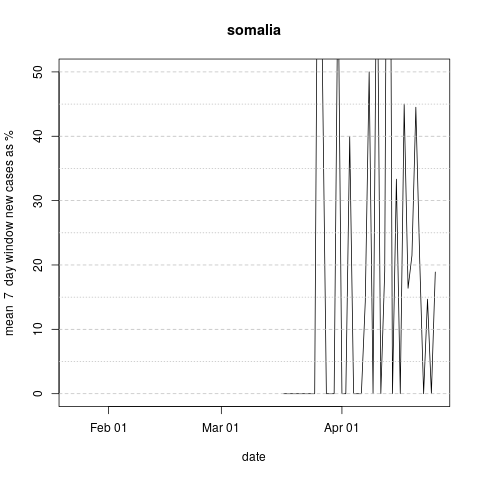 somalia
mean 7 day window new cases as %
50
40
30
20
10
0
Feb 01
Mar 01
Apr 01
date